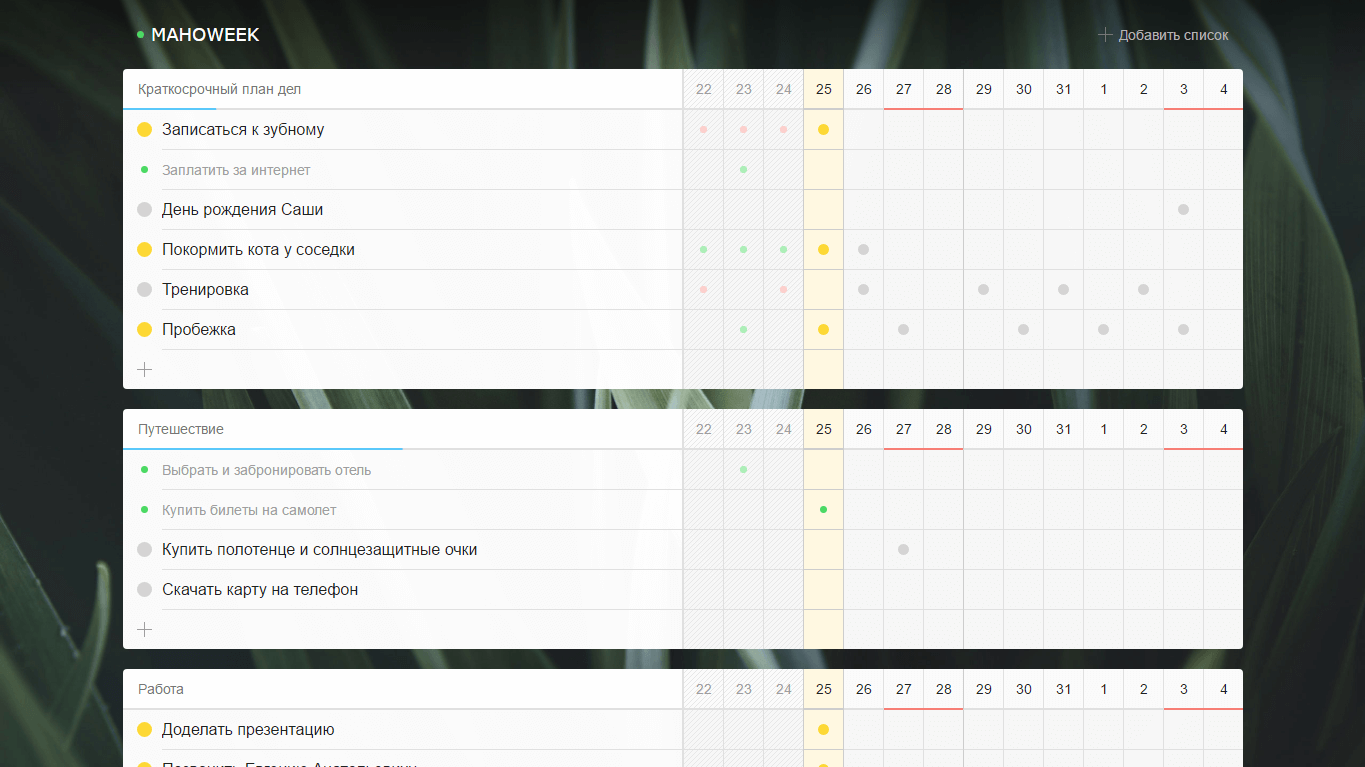 MAHOWEEK
Добавить список
Краткосрочный план дел 22 23 24 25 26 27 28 29 30 31 1 2 3 4
Записаться к зубному
Заплатить за интернет
День рождения Саши
Покормить кота у соседки
Тренировка
Пробежка
Путешествие 22 23 24 25 26 27 28 29 30 31 1 2 3 4
Выбрать и забронировать отель
Купить билеты на самолет
Купить полотенце и солнцезащитные очки
Скачать карту на телефон
Работа 22 23 24 25 26 27 28 29 30 31 1 2 3 4
Доделать презентацию
Позвонить Евгению Анатольевичу